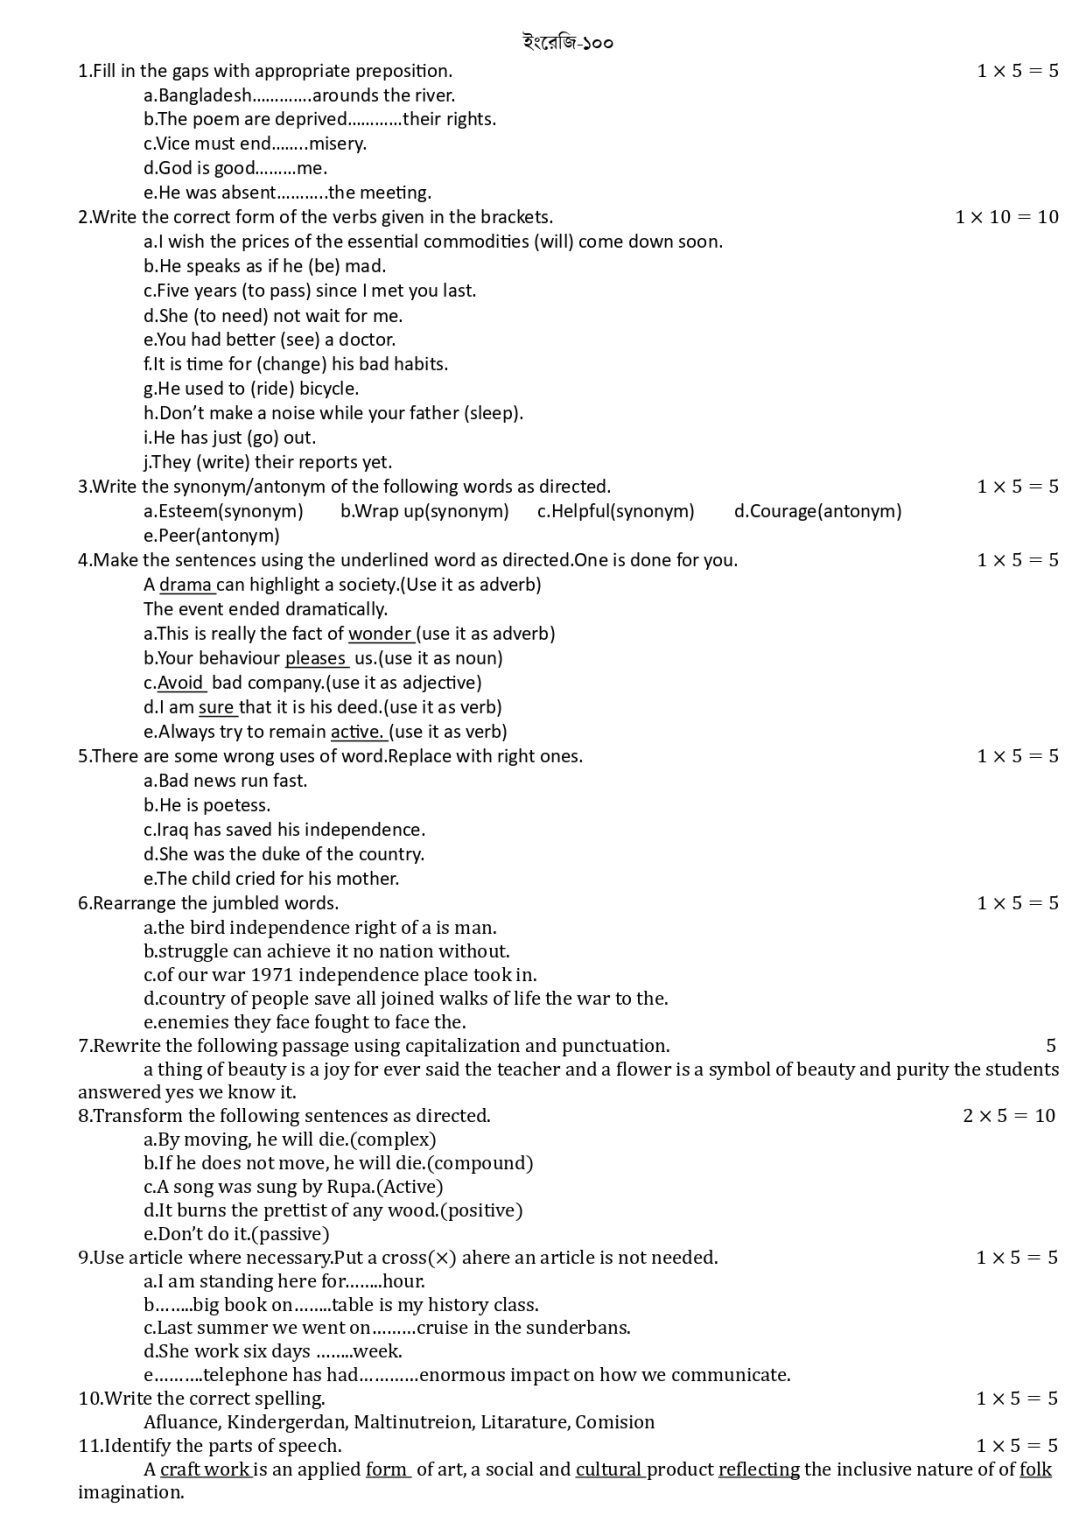 ইংরেজি-১০০
1.Fill in the gaps with appropriate preposition. 1 × 5 = 5
a.Bangladesh.............arounds the river.
b.The poem are deprived............their rights.
c.Vice must end........misery.
d.God is good.........me.
e.He was absent...........the meeting.
2.Write the correct form of the verbs given in the brackets. 1 × 10 = 10
a.I wish the prices of the essential commodities (will) come down soon.
b.He speaks as if he (be) mad.
c.Five years (to pass) since I met you last.
d.She (to need) not wait for me.
e.You had better (see) a doctor.
f.It is time for (change) his bad habits.
g.He used to (ride) bicycle.
h.Don't make a noise while your father (sleep).
i.He has just (go) out.
j.They (write) their reports yet.
3.Write the synonym/antonym of the following words as directed. 1 × 5 = 5
a.Esteem(synonym) b.Wrap up(synonym) c.Helpful(synonym) d.Courage(antonym)
e.Peer(antonym)
4.Make the sentences using the underlined word as directed.One is done for you. 1 × 5 = 5
A drama can highlight a society.(Use it as adverb)
The event ended dramatically.
a.This is really the fact of wonder (use it as adverb)
b.Your behaviour pleases us.(use it as noun)
c.Avoid bad company.(use it as adjective)
d.I am sure that it is his deed.(use it as verb)
e.Always try to remain active. (use it as verb)
5.There are some wrong uses of word.Replace with right ones. 1 × 5 = 5
a.Bad news run fast.
b.He is poetess.
c.Iraq has saved his independence.
d.She was the duke of the country.
e.The child cried for his mother.
6.Rearrange the jumbled words. 1 × 5 = 5
a.the bird independence right of a is man.
b.struggle can achieve it no nation without.
c.of our war 1971 independence place took in.
d.country of people save all joined walks of life the war to the.
e.enemies they face fought to face the.
7.Rewrite the following passage using capitalization and punctuation. 5
a thing of beauty is a joy for ever said the teacher and a flower is a symbol of beauty and purity the students
answered yes we know it.
8.Transform the following sentences as directed. 2 × 5 = 10
a.By moving, he will die.(complex)
b.If he does not move, he will die.(compound)
c.A song was sung by Rupa.(Active)
d.It burns the prettist of any wood.(positive)
e.Don't do it.(passive)
9.Use article where necessary.Put a cross(×) ahere an article is not needed. 1 × 5 = 5
a.I am standing here for........hour.
b........big book on........table is my history class.
c.Last summer we went on.........cruise in the sunderbans.
d.She work six days ........week.
e..........telephone has had............enormous impact on how we communicate.
10.Write the correct spelling. 1 × 5 = 5
Afluance, Kindergerdan, Maltinutreion, Litarature, Comision
11.Identify the parts of speech. 1 × 5 = 5
A craft work is an applied form of art, a social and cultural product reflecting the inclusive nature of of folk
imagination.